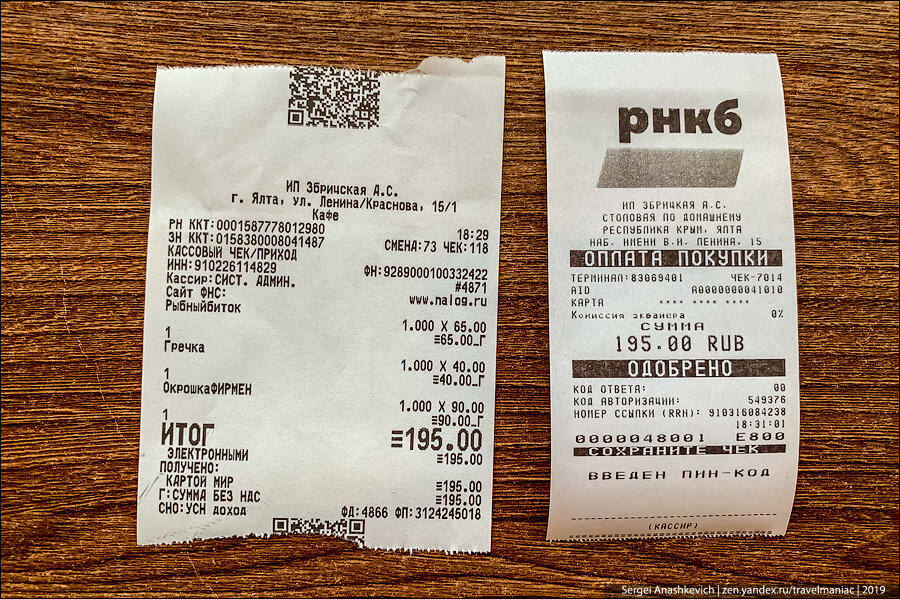 ИП Збрицская А.С.
г. Ялта, ул. Ленина/Краснова, 15/1
Кафе
РН ККТ:0001587778012980 18:29
ЗН ККТ:0158380008041487 СМЕНА:73 ЧЕК:118
КАССОВЫЙ ЧЕК/ПРИХОД
ИНН:910226114829 ФН:9289000100332422
Кассир:СИСТ. АДМИН. #4871
Сайт ФНС: www.nalog.ru
Рыбныйбиток
1 1.000 X 65.00
≡65.00_Г
Гречка
1 1.000 X 40.00
≡40.00_Г
ОкрошкаФИРМЕН
1 1.000 X 90.00
≡90.00_Г
ИТОГ ≡195.00
ЭЛЕКТРОННЫМИ ≡195.00
ПОЛУЧЕНО:
КАРТОЙ МИР ≡195.00
Г:СУММА БЕЗ НДС ≡195.00
СНО:УСН доход ФД:4866 ФП:3124245018
рнкб
ИП ЗБРИЦКАЯ А.С.
СТОЛОВАЯ ПО ДОМАШНЕМУ
РЕСПУБЛИКА КРЫМ, ЯЛТА
НАБ. ИМЕНИ В.И. ЛЕНИНА, 15
ОПЛАТА ПОКУПКИ
ТЕРМИНАЛ:83069401 ЧЕК-7014
AID A0000000041010
КАРТА **** **** ****
Комиссия эквайера 0%
СУММА
195.00 RUB
ОДОБРЕНО
КОД ОТВЕТА: 00
КОД АВТОРИЗАЦИИ: 549376
НОМЕР ССЫЛКИ (RRH): 910316084238
18:31:01
0000048001 E800
СОХРАНИТЕ ЧЕК
ВВЕДЕН ПИН-КОД
(КАССИР)
Sergei Anashkevich | zen.yandex.ru/travelmaniac | 2019